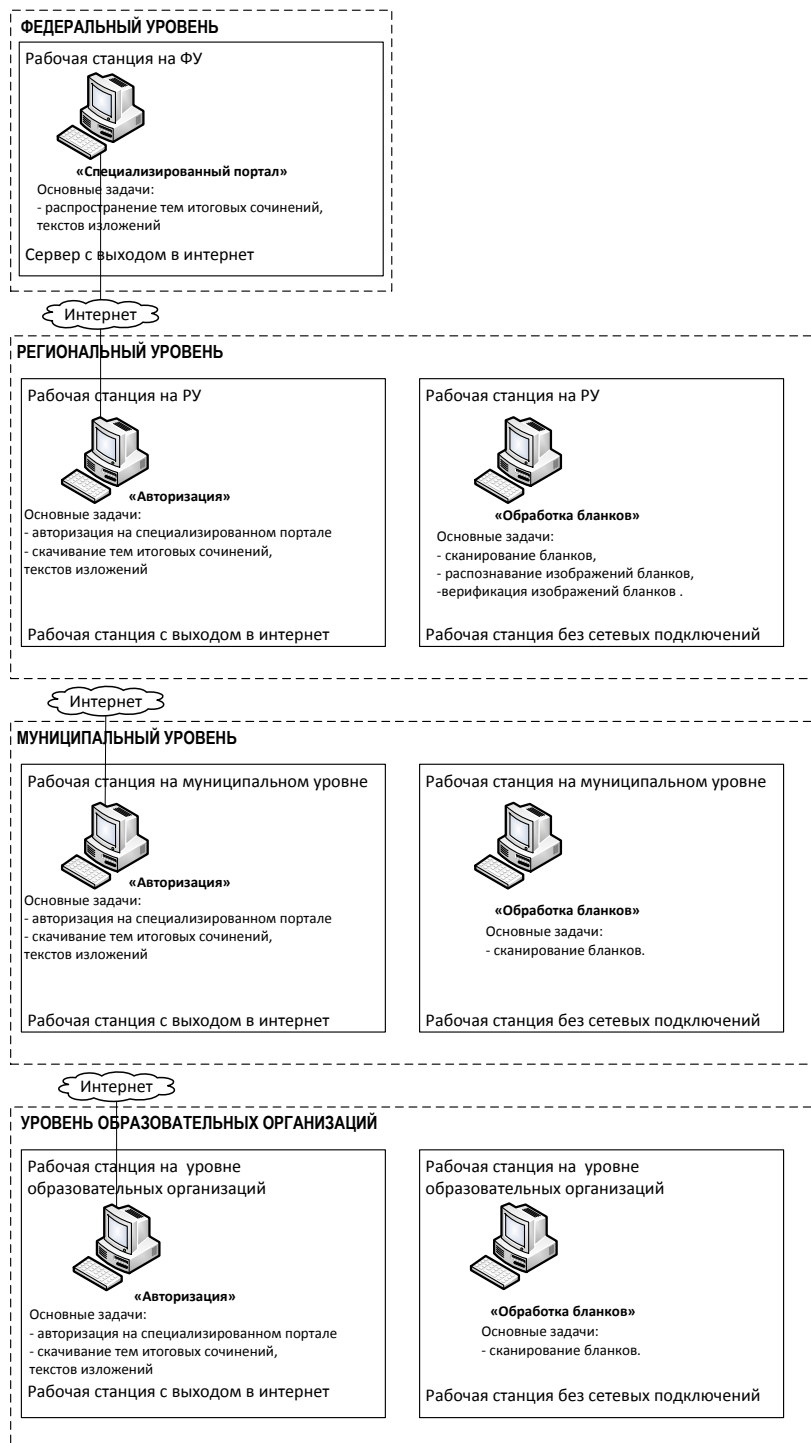 ФЕДЕРАЛЬНЫЙ УРОВЕНЬ
Рабочая станция на ФУ
«Специализированный портал»
Основные задачи:
- распространение тем итоговых сочинений,
текстов изложений
Сервер с выходом в интернет
Интернет
РЕГИОНАЛЬНЫЙ УРОВЕНЬ
Рабочая станция на РУ
«Авторизация»
Основные задачи:
- авторизация на специализированном портале
- скачивание тем итоговых сочинений,
текстов изложений
Рабочая станция с выходом в интернет
Рабочая станция на РУ
«Обработка бланков»
Основные задачи:
- сканирование бланков,
- распознавание изображений бланков,
-верификация изображений бланков .
Рабочая станция без сетевых подключений
Интернет
МУНИЦИПАЛЬНЫЙ УРОВЕНЬ
Рабочая станция на муниципальном уровне
«Авторизация»
Основные задачи:
- авторизация на специализированном портале
- скачивание тем итоговых сочинений,
текстов изложений
Рабочая станция с выходом в интернет
Рабочая станция на муниципальном уровне
«Обработка бланков»
Основные задачи:
- сканирование бланков.
Рабочая станция без сетевых подключений
Интернет
УРОВЕНЬ ОБРАЗОВАТЕЛЬНЫХ ОРГАНИЗАЦИЙ
Рабочая станция на уровне
образовательных организаций
«Авторизация»
Основные задачи:
- авторизация на специализированном портале
- скачивание тем итоговых сочинений,
текстов изложений
Рабочая станция с выходом в интернет
Рабочая станция на уровне
образовательных организаций
«Обработка бланков»
Основные задачи:
- сканирование бланков.
Рабочая станция без сетевых подключений